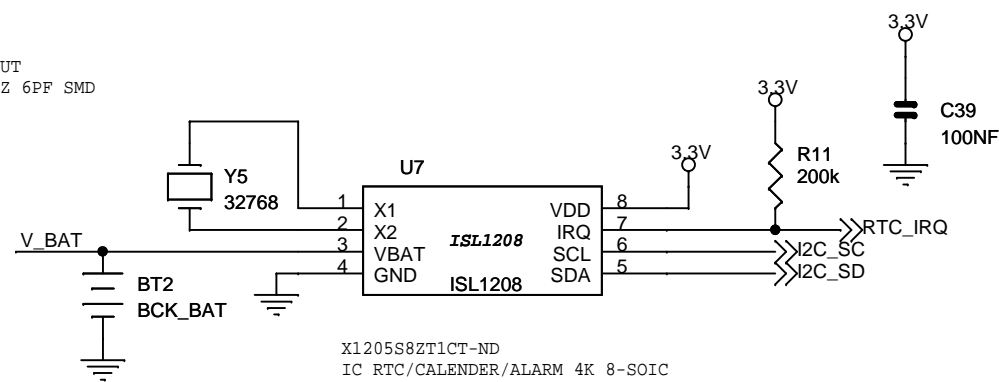 UT
Z 6PF SMD
3.3V
C39
100NF
3.3V
R11
200k
3.3V
U7
Y5
32768
1
X1
2
X2
3
VBAT
4
GND
ISL1208
ISL1208
VDD
8
IRQ
7
SCL
6
SDA
5
RTC_IRQ
I2C_SC
I2C_SD
V_BAT
BT2
BCK_BAT
X1205S8ZT1CT-ND
IC RTC/CALENDER/ALARM 4K 8-SOIC